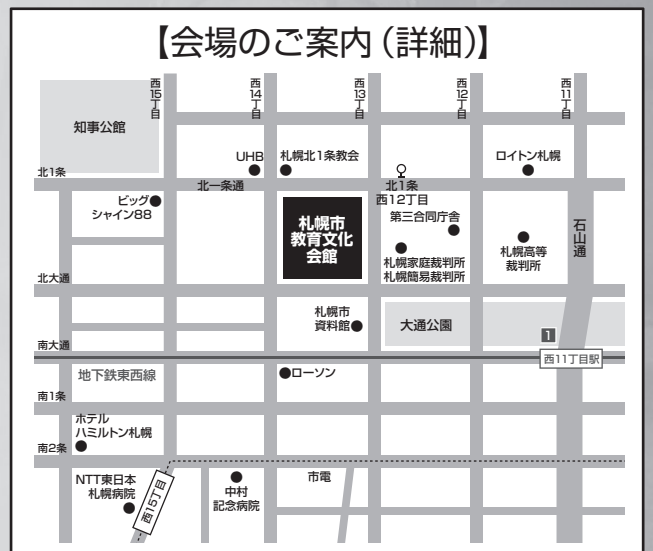 【会場のご案内（詳細）】
西15丁目
西14丁目
西13丁目
西12丁目
西11丁目
知事公館
UHB
札幌北1条教会
ロイトン札幌
北1条
北一条通
北1条
西12丁目
ビッグ
シャイン88
札幌市
教育文化
会館
第三合同庁舎
札幌家庭裁判所
札幌簡易裁判所
札幌高等
裁判所
石山通
北大通
札幌市
資料館
大通公園
1
南大通
西11丁目駅
地下鉄東西線
ローソン
南1条
ホテル
ハミルトン札幌
南2条
NTT東日本
札幌病院
西15丁目
中村
記念病院
市電